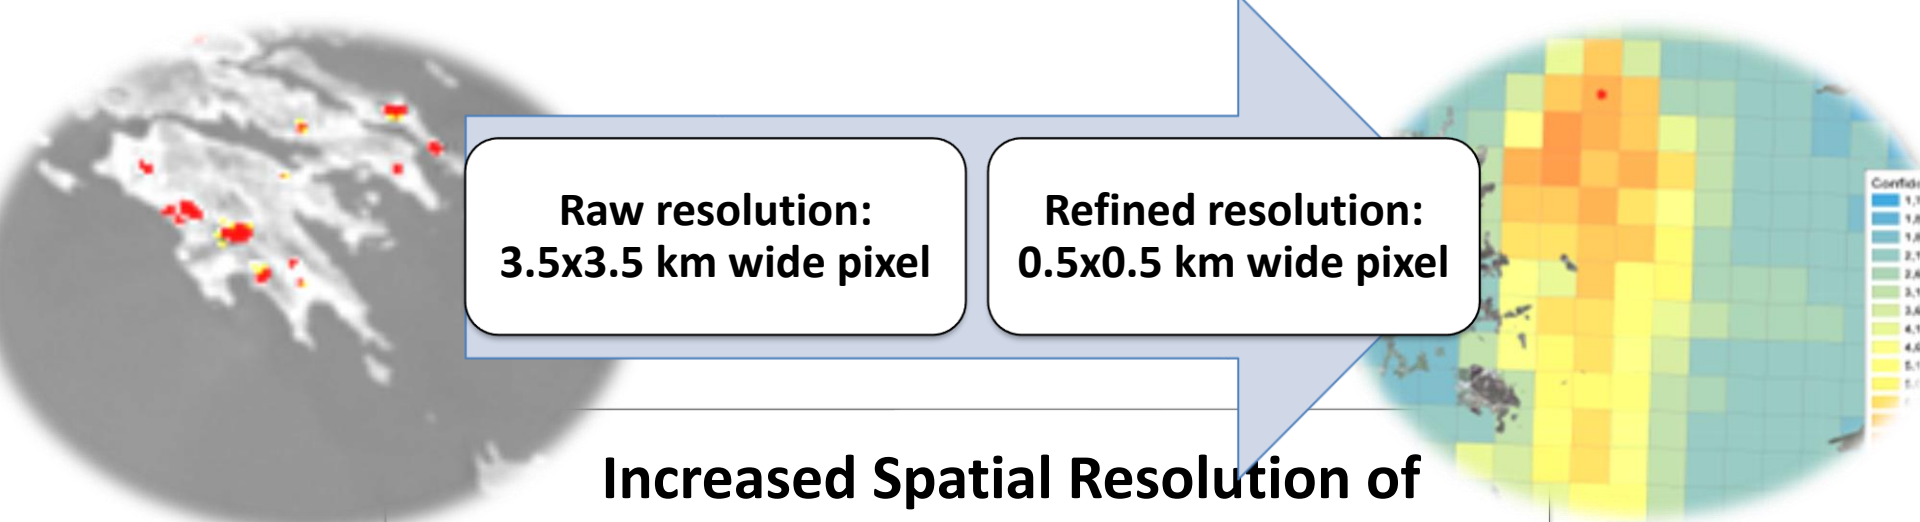 Raw resolution:
3.5x3.5 km wide pixel
Refined resolution:
0.5x0.5 km wide pixel
Increased Spatial Resolution of